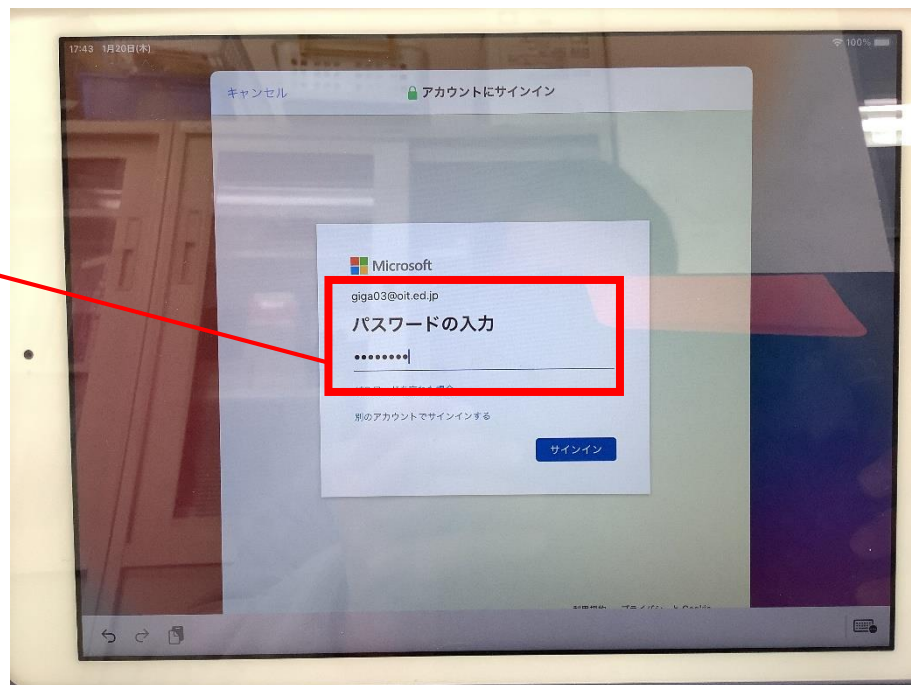 17:43 1月20日(木)
100%
キャンセル
アカウントにサインイン
Microsoft
giga03@oit.ed.jp
パスワードの入力
••••••••
別のアカウントでサインインする
サインイン